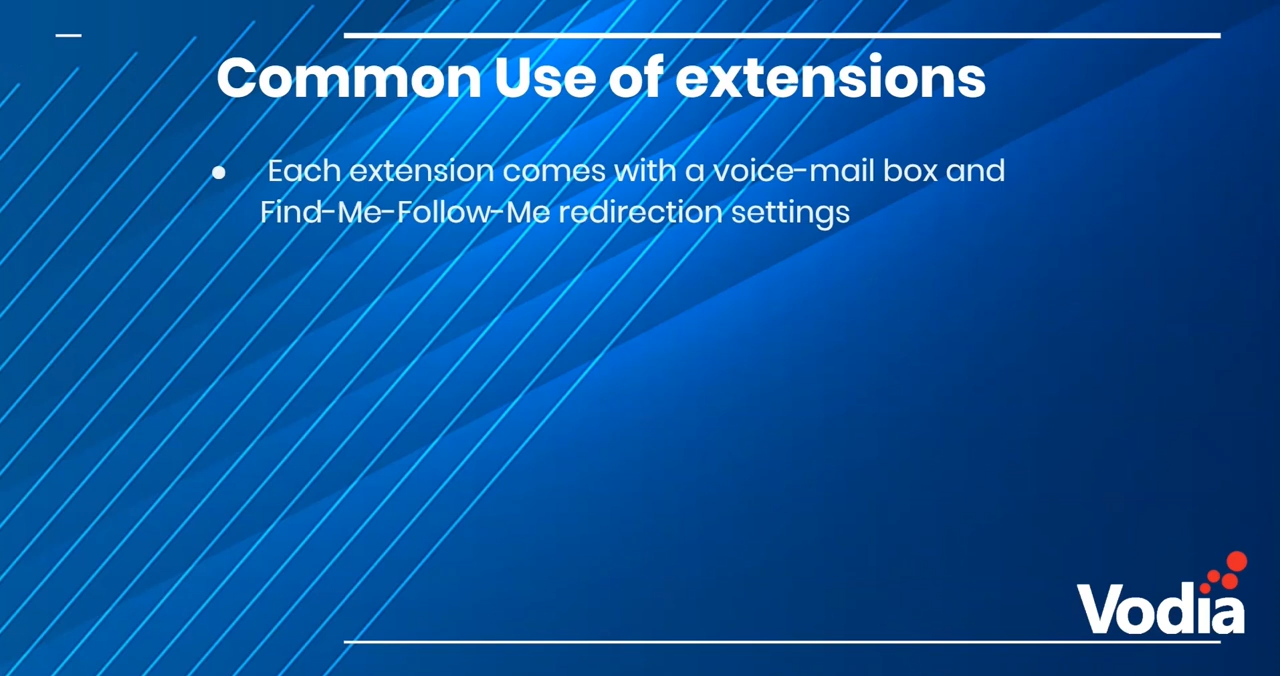 Common Use of extensions
● Each extension comes with a voice-mail box and
Find-Me-Follow-Me redirection settings
Vodia